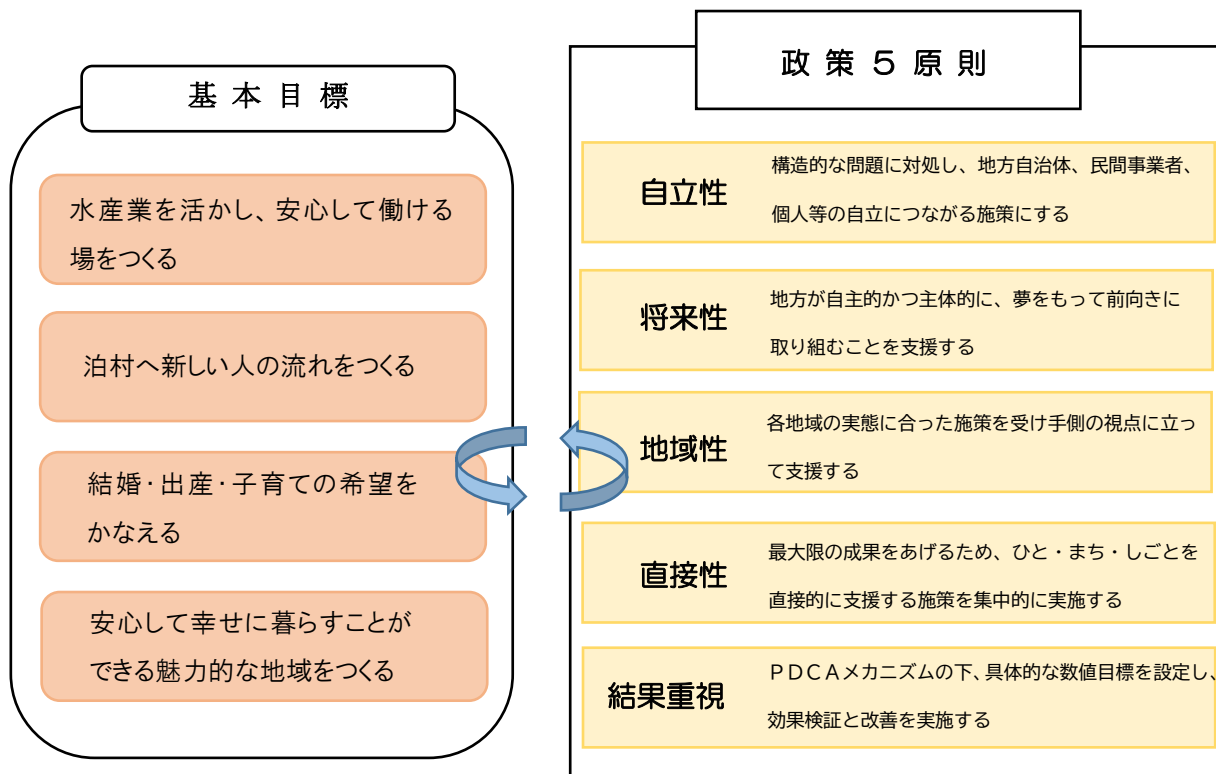 基本目標
水産業を活かし、安心して働ける
場をつくる
泊村へ新しい人の流れをつくる
結婚・出産・子育ての希望を
かなえる
安心して幸せに暮らすことが
できる魅力的な地域をつくる
政策５原則
自立性
構造的な問題に対処し、地方自治体、民間事業者、
個人等の自立につながる施策にする
将来性
地方が自主的かつ主体的に、夢をもって前向きに
取り組むことを支援する
地域性
各地域の実態に合った施策を受け手側の視点に立っ
て支援する
直接性
最大限の成果をあげるため、ひと・まち・しごとを
直接的に支援する施策を集中的に実施する
結果重視
ＰＤＣＡメカニズムの下、具体的な数値目標を設定し、
効果検証と改善を実施する